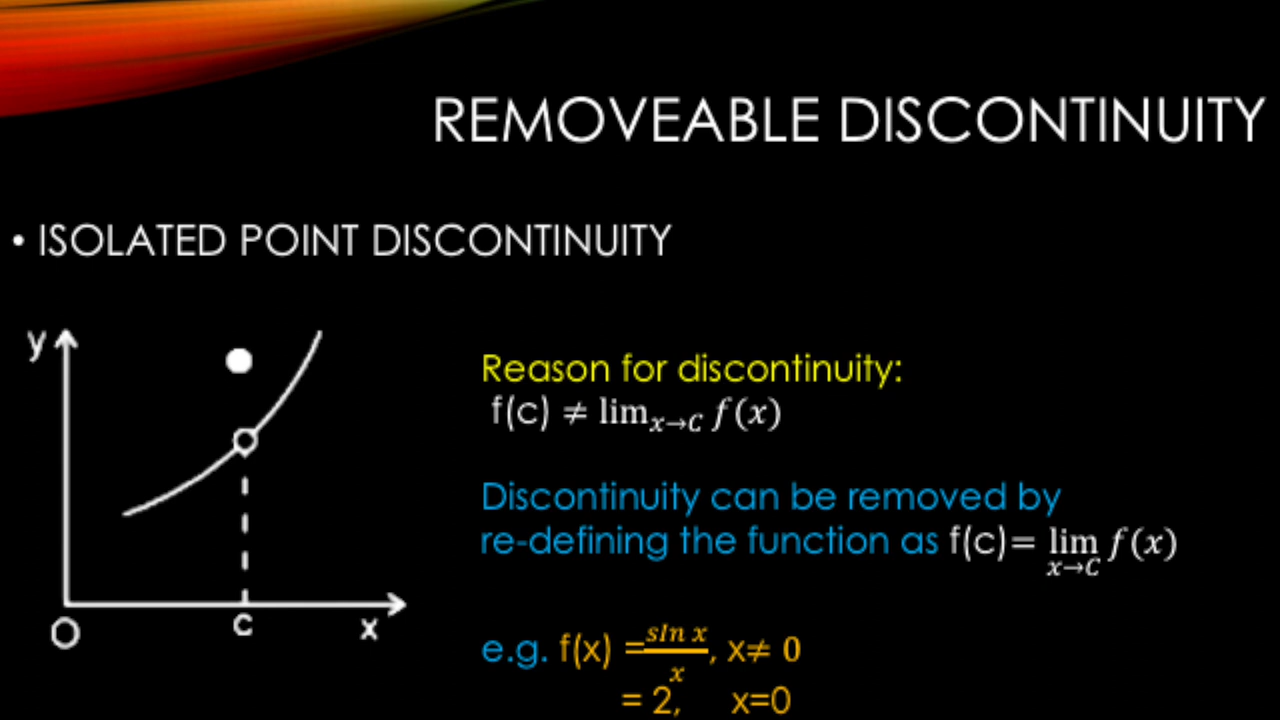 REMOVEABLE DISCONTINUITY
• ISOLATED POINT DISCONTINUITY
y
O
c
x
Reason for discontinuity:
f(c) ≠ lim_{x→C} f(x)
Discontinuity can be removed by
re-defining the function as f(c)= lim_{x→C} f(x)
e.g. f(x) = sin x / x, x≠ 0
= 2, x=0